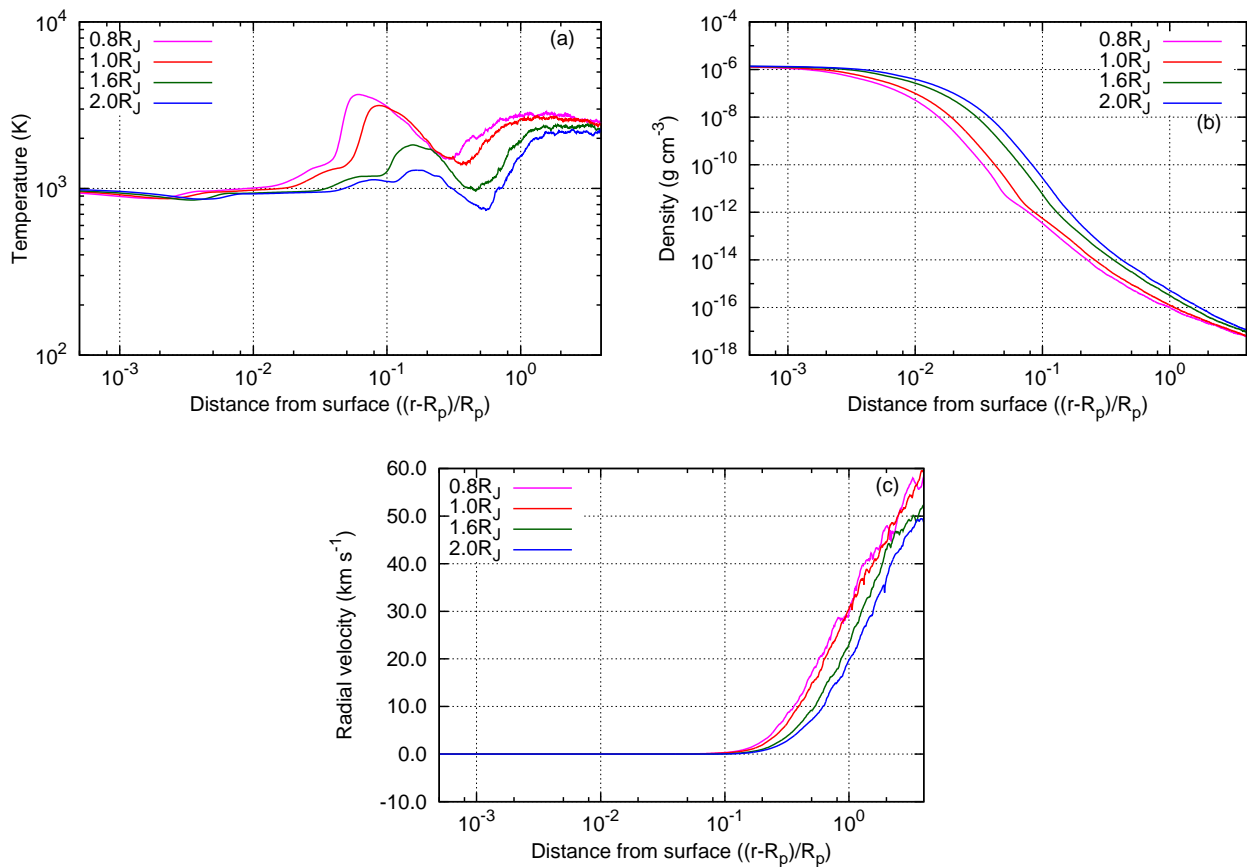 (a)
0.8R_J
1.0R_J
1.6R_J
2.0R_J
10^4
10^3
10^2
Temperature (K)
10^-3 10^-2 10^-1 10^0
Distance from surface ((r-R_p)/R_p)
0.8R_J
1.0R_J
1.6R_J
2.0R_J
(b)
10^-4
10^-6
10^-8
10^-10
10^-12
10^-14
10^-16
10^-18
Density (g cm^-3)
10^-3 10^-2 10^-1 10^0
Distance from surface ((r-R_p)/R_p)
(c)
0.8R_J
1.0R_J
1.6R_J
2.0R_J
60.0
50.0
40.0
30.0
20.0
10.0
0.0
-10.0
Radial velocity (km s^-1)
10^-3 10^-2 10^-1 10^0
Distance from surface ((r-R_p)/R_p)